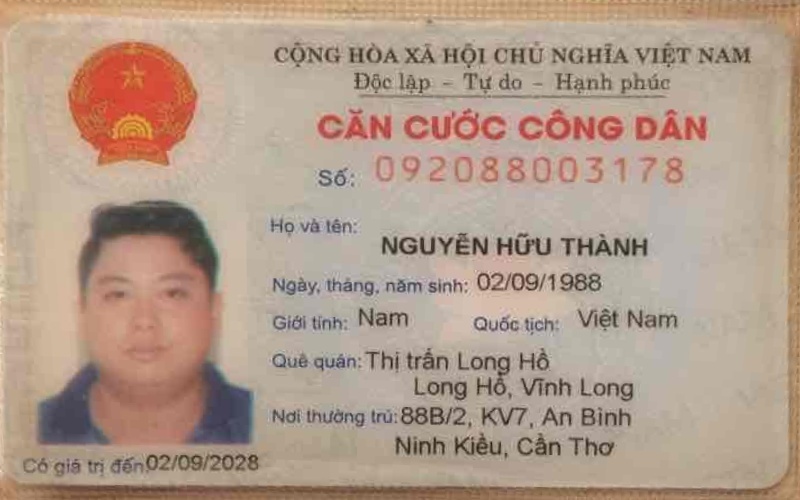 CỘNG HÒA XÃ HỘI CHỦ NGHĨA VIỆT NAM
Độc lập - Tự do - Hạnh phúc
CĂN CƯỚC CÔNG DÂN
Số: 092088003178
Họ và tên:
NGUYỄN HỮU THÀNH
Ngày, tháng, năm sinh: 02/09/1988
Giới tính: Nam Quốc tịch: Việt Nam
Quê quán: Thị trấn Long Hồ
Long Hồ, Vĩnh Long
Nơi thường trú: 88B/2, KV7, An Bình
Ninh Kiều, Cần Thơ
Có giá trị đến: 02/09/2028